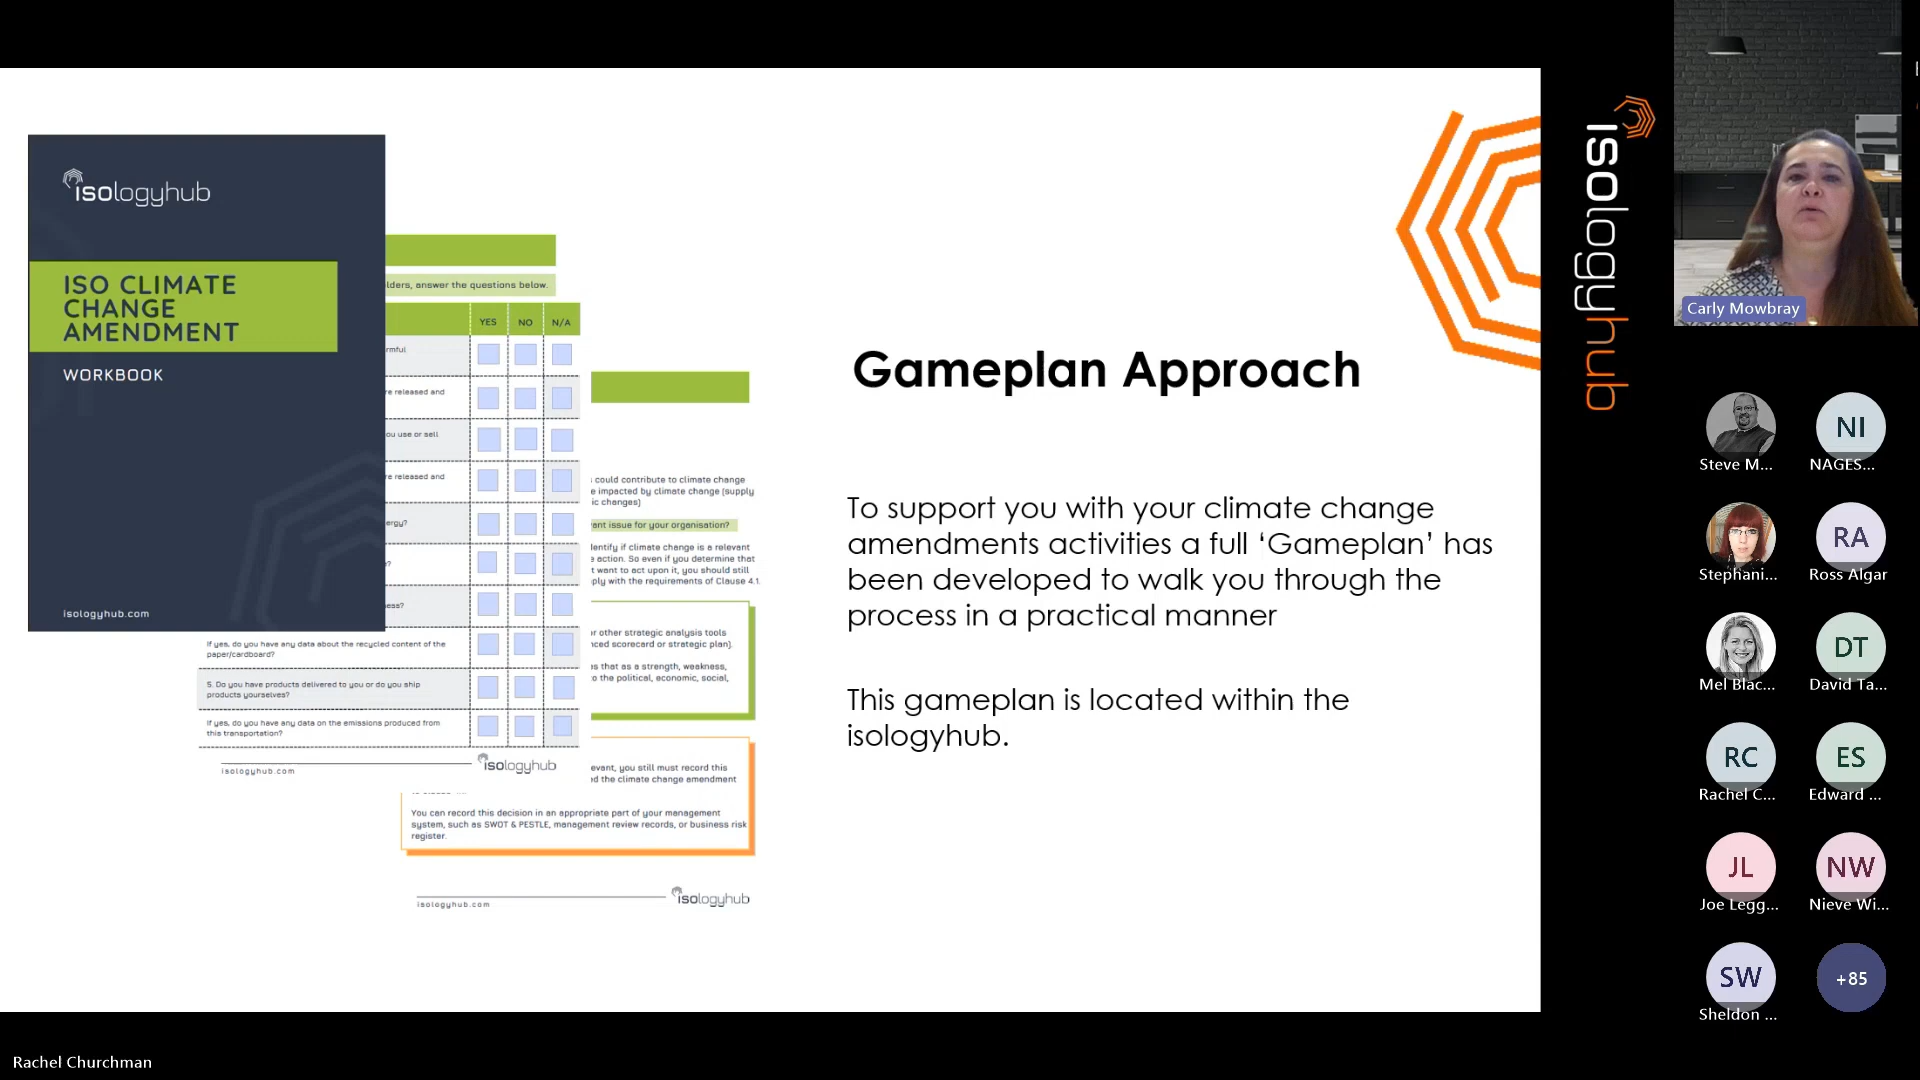 isologyhub
ISO CLIMATE
CHANGE
AMENDMENT
WORKBOOK
isologyhub.com
lders, answer the questions below.
YES NO N/A
rmful
re released and
ou use or sell
re released and
ergy?
?
ess?
If yes, do you have any data about the recycled content of the
paper/cardboard?
5. Do you have products delivered to you or do you ship
products yourselves?
If yes, do you have any data on the emissions produced from
this transportation?
isologyhub.com
isologyhub
could contribute to climate change
e impacted by climate change (supply
ic changes)
ant issue for your organisation?
dentify if climate change is a relevant
e action. So even if you determine that
t want to act upon it, you should still
ply with the requirements of Clause 4.1.
or other strategic analysis tools
nced scorecard or strategic plan).
s that as a strength, weakness,
to the political, economic, social,
evant, you still must record this
ed the climate change amendment
You can record this decision in an appropriate part of your management
system, such as SWOT & PESTLE, management review records, or business risk
register.
isologyhub.com
isologyhub
Gameplan Approach
To support you with your climate change
amendments activities a full ‘Gameplan’ has
been developed to walk you through the
process in a practical manner
This gameplan is located within the
isologyhub.
isologyhub
Carly Mowbray
Steve M...
NI
NAGES...
Stephani...
RA
Ross Algar
Mel Blac...
DT
David Ta...
RC
Rachel C...
ES
Edward ...
JL
Joe Legg...
NW
Nieve Wi...
SW
Sheldon ...
+85
Rachel Churchman